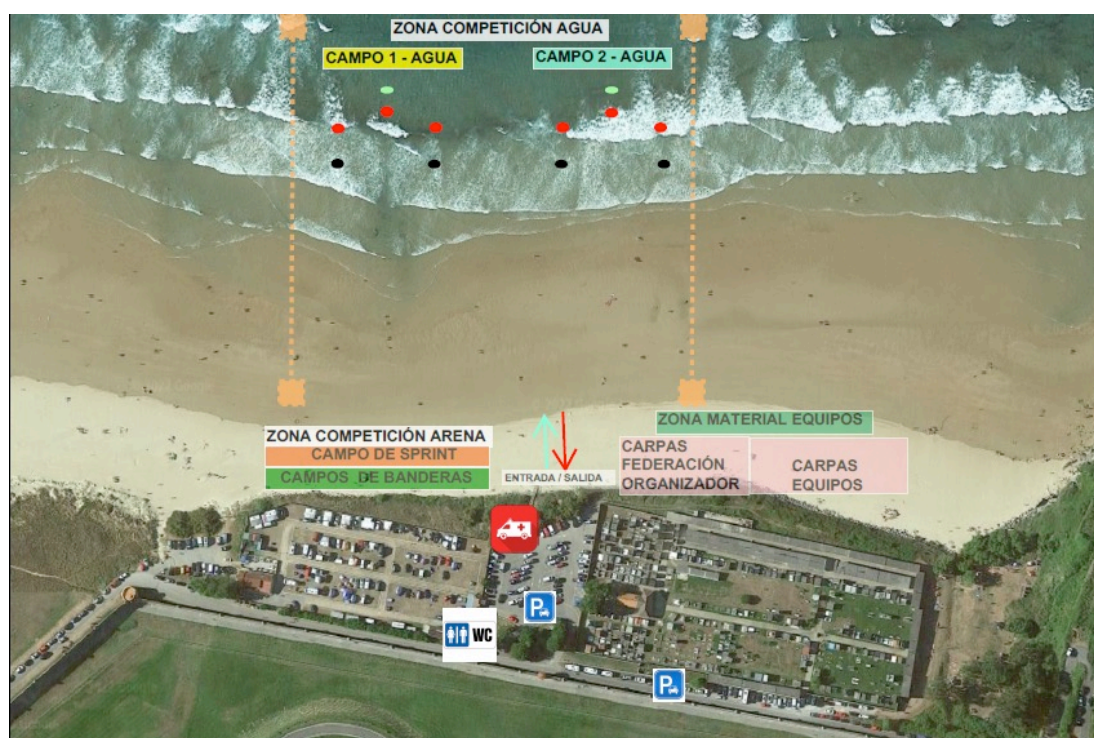 ZONA COMPETICIÓN AGUA
CAMPO 1 - AGUA
CAMPO 2 - AGUA
ZONA MATERIAL EQUIPOS
ZONA COMPETICIÓN ARENA
CAMPO DE SPRINT
CAMPOS DE BANDERAS
ENTRADA / SALIDA
CARPAS
FEDERACIÓN
ORGANIZADOR
CARPAS
EQUIPOS
P
WC
P